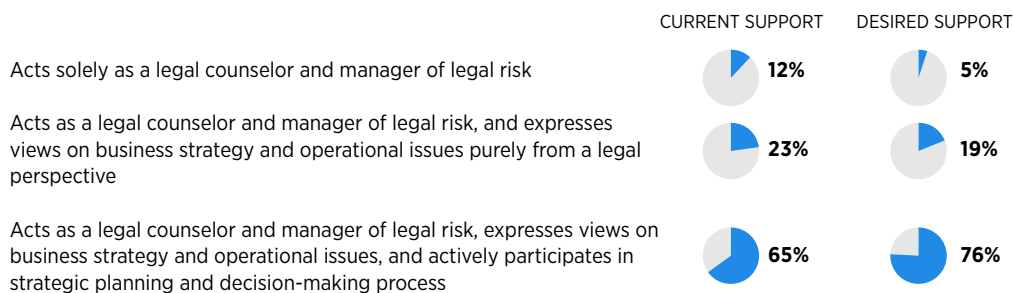 CURRENT SUPPORT DESIRED SUPPORT
Acts solely as a legal counselor and manager of legal risk 12% 5%
Acts as a legal counselor and manager of legal risk, and expresses
views on business strategy and operational issues purely from a legal
perspective
23% 19%
Acts as a legal counselor and manager of legal risk, expresses views on
business strategy and operational issues, and actively participates in
strategic planning and decision-making process
65% 76%